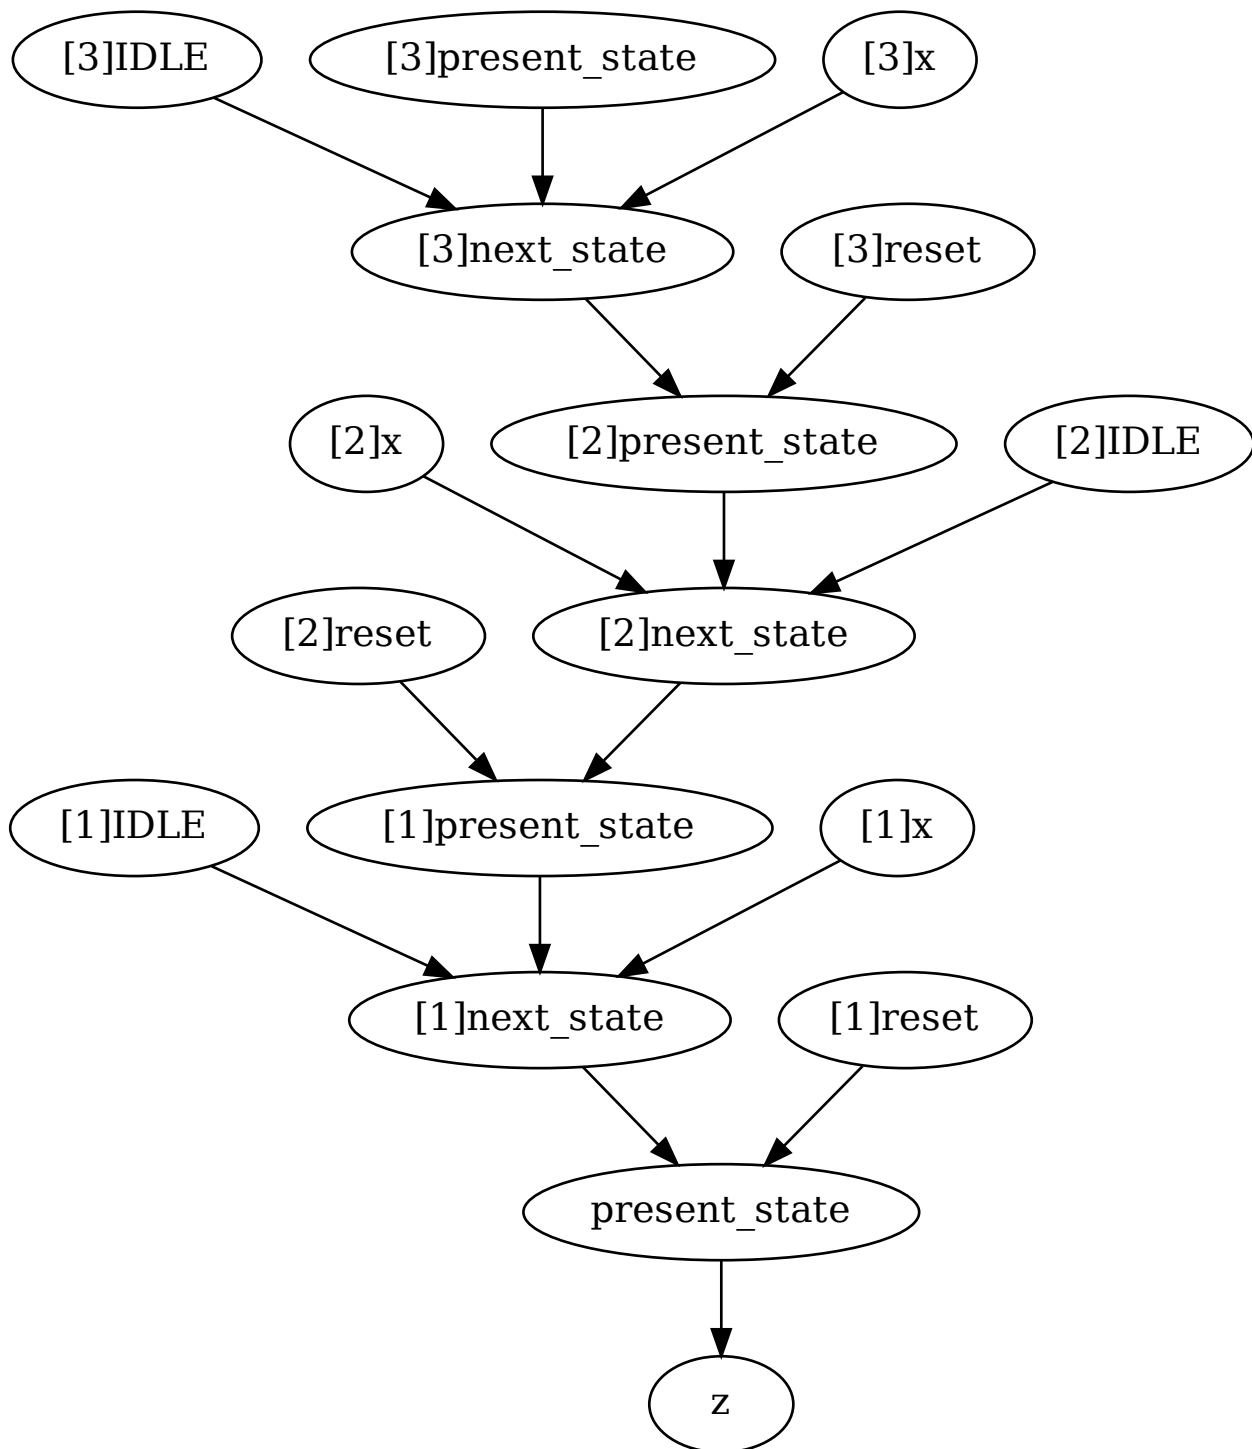 [3]IDLE
[3]present_state
[3]x
[3]next_state
[3]reset
[2]x
[2]present_state
[2]IDLE
[2]reset
[2]next_state
[1]IDLE
[1]present_state
[1]x
[1]next_state
[1]reset
present_state
z